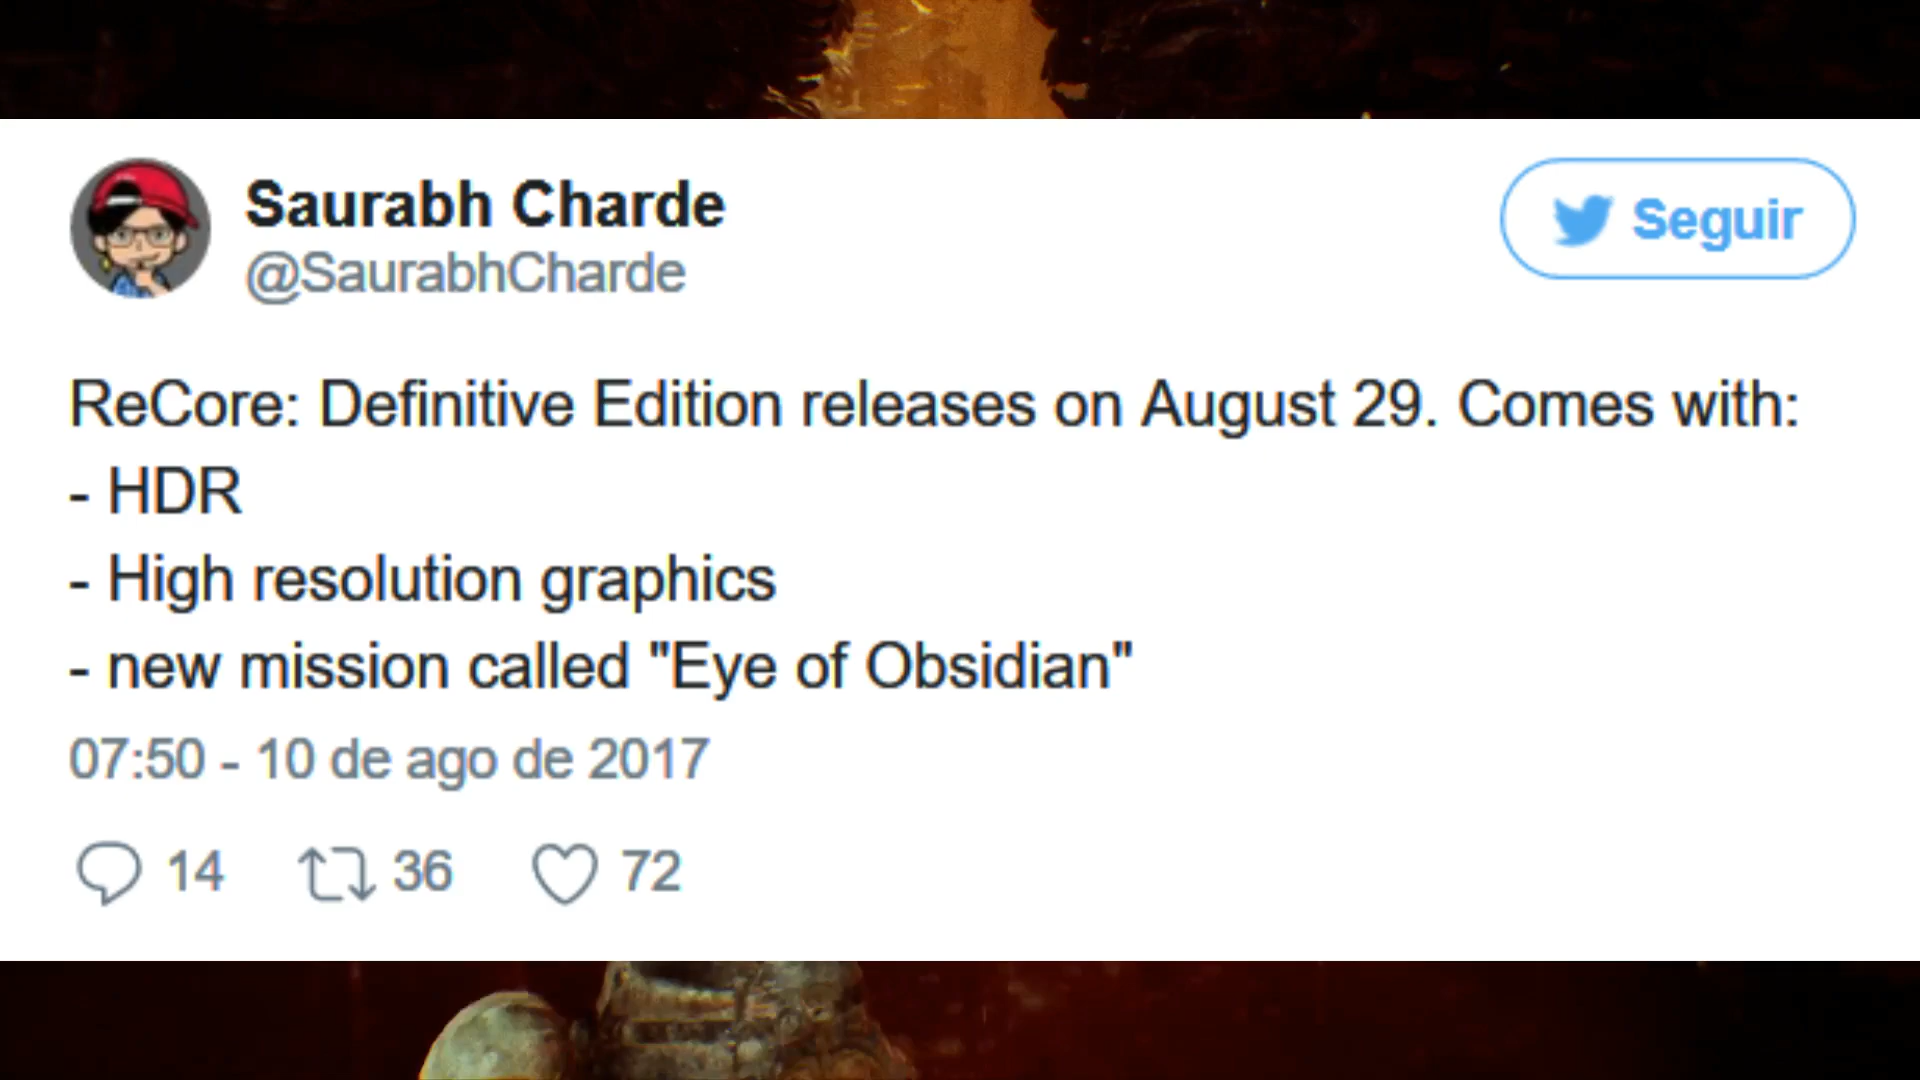 Saurabh Charde
@SaurabhCharde
Seguir
ReCore: Definitive Edition releases on August 29. Comes with:
- HDR
- High resolution graphics
- new mission called "Eye of Obsidian"
07:50 - 10 de ago de 2017
14 36 72